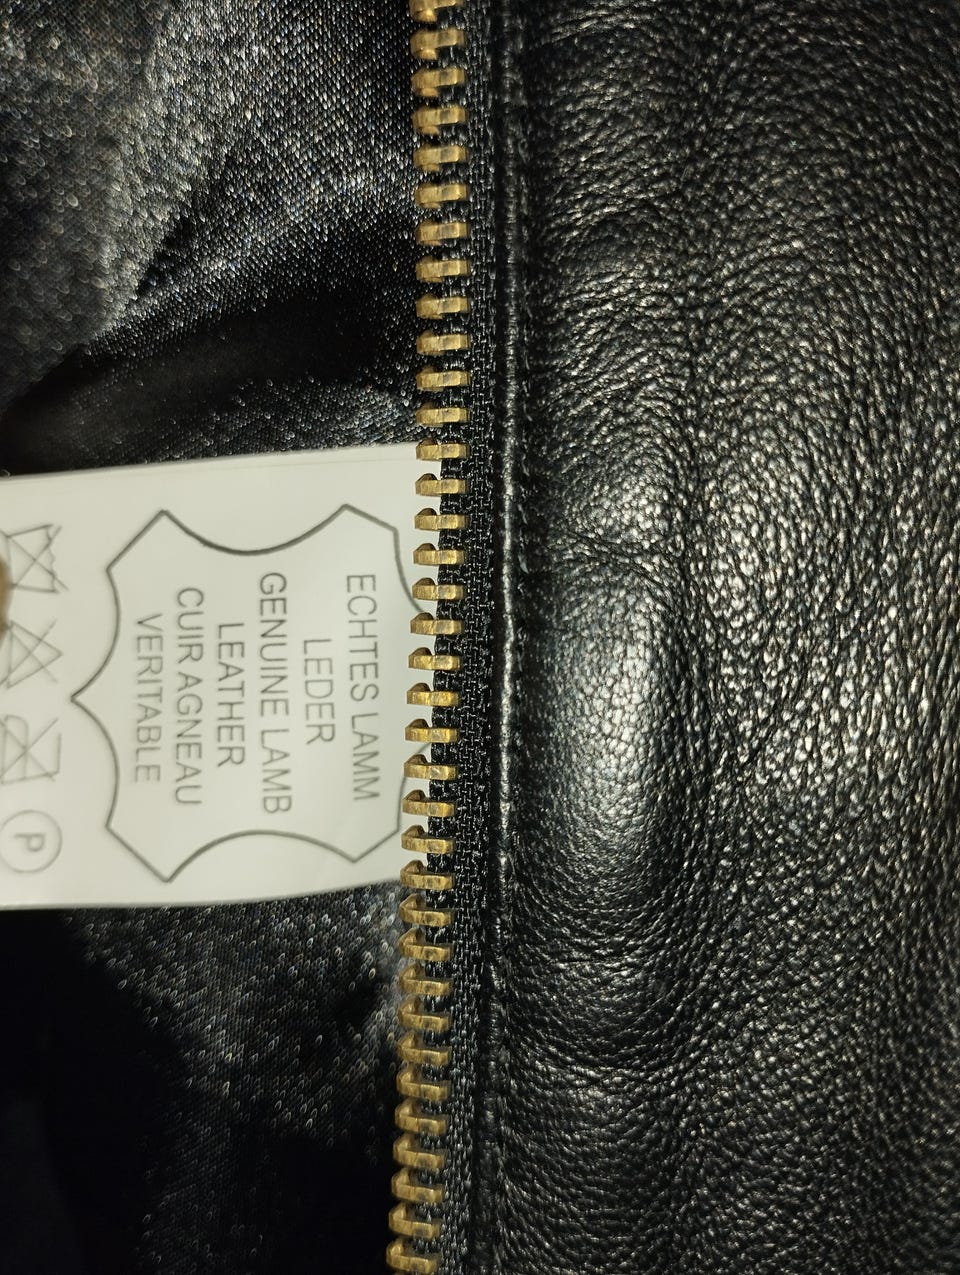 ECHTES LAMM
LEDER
GENUINE LAMB
LEATHER
CUIR AGNEAU
VERITABLE
P